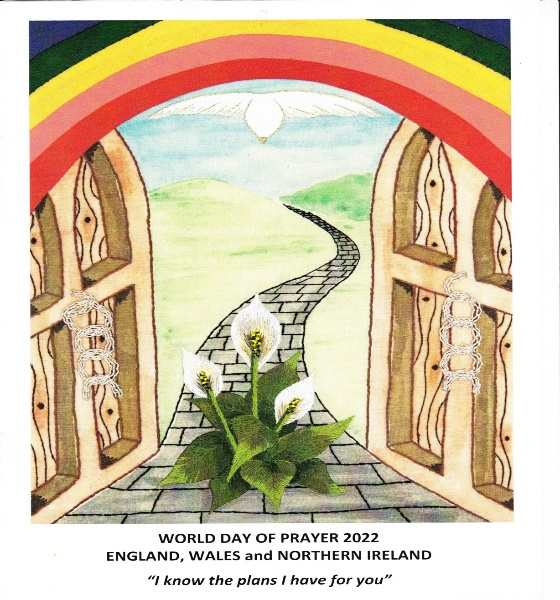 WORLD DAY OF PRAYER 2022
ENGLAND, WALES and NORTHERN IRELAND
“I know the plans I have for you”